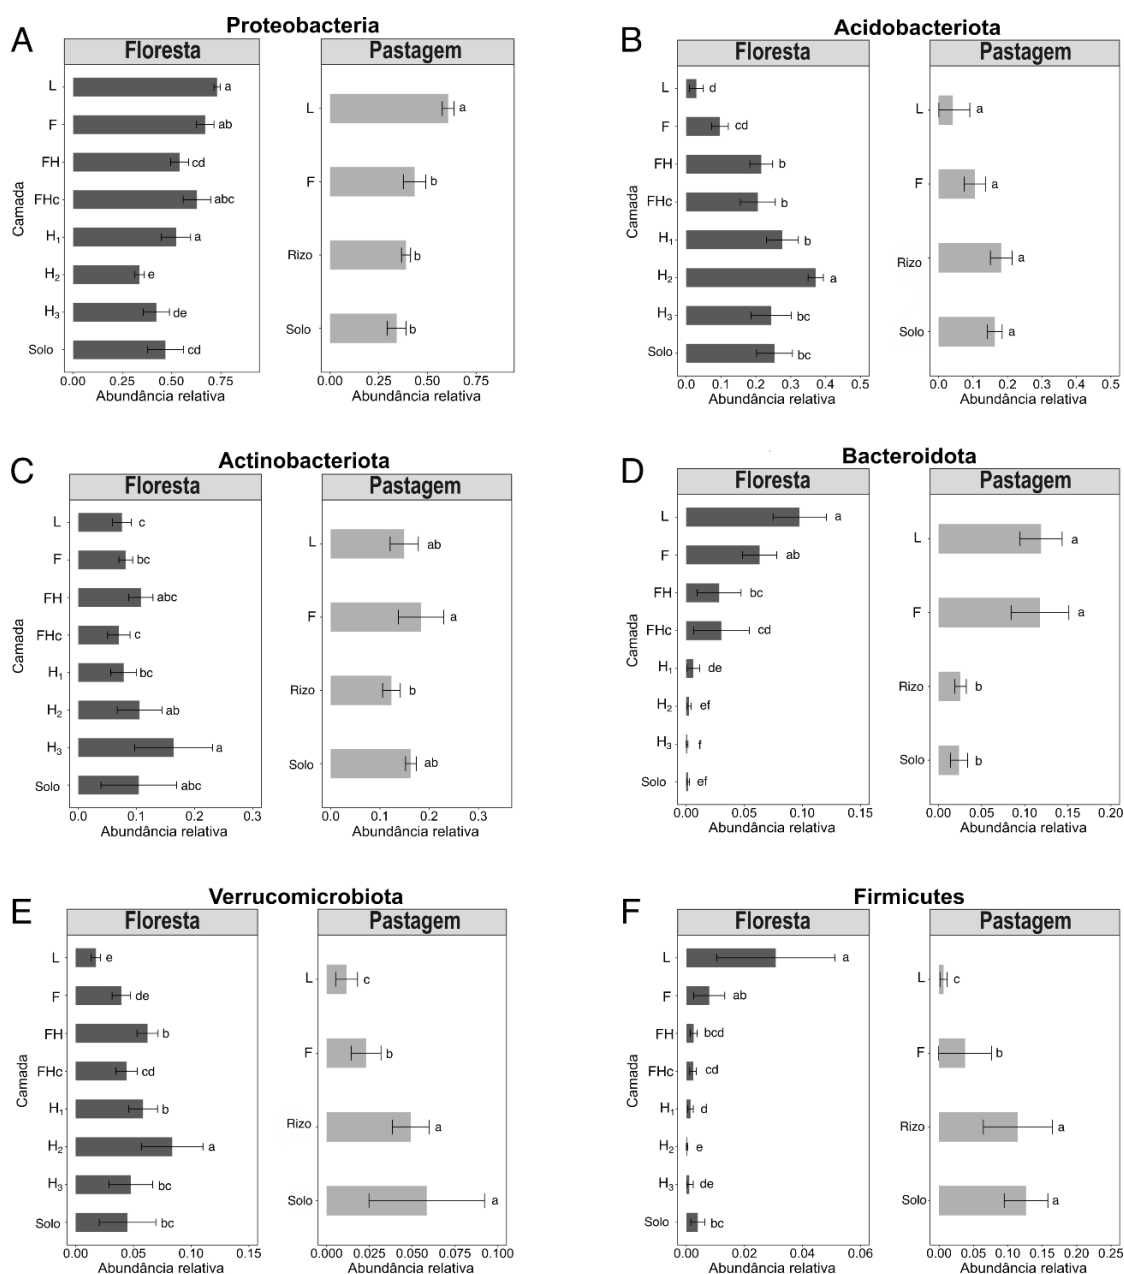 A
Proteobacteria
Floresta
Pastagem
Camada
L
a
F
ab
FH
cd
FHc
abc
H1
a
H2
e
H3
de
Solo
cd
0.00 0.25 0.50 0.75
Abundância relativa
L
a
F
b
Rizo
b
Solo
b
0.00 0.25 0.50 0.75
Abundância relativa
B
Acidobacteriota
Floresta
Pastagem
Camada
L
d
F
cd
FH
b
FHc
b
H1
b
H2
a
H3
bc
Solo
bc
0.0 0.1 0.2 0.3 0.4 0.5
Abundância relativa
L
a
F
a
Rizo
a
Solo
a
0.0 0.1 0.2 0.3 0.4 0.5
Abundância relativa
C
Actinobacteriota
Floresta
Pastagem
Camada
L
c
F
bc
FH
abc
FHc
c
H1
bc
H2
ab
H3
a
Solo
abc
0.0 0.1 0.2 0.3
Abundância relativa
L
ab
F
a
Rizo
b
Solo
ab
0.0 0.1 0.2 0.3
Abundância relativa
D
Bacteroidota
Floresta
Pastagem
Camada
L
a
F
ab
FH
bc
FHc
cd
H1
de
H2
ef
H3
f
Solo
ef
0.00 0.05 0.10 0.15
Abundância relativa
L
a
F
a
Rizo
b
Solo
b
0.00 0.05 0.10 0.15 0.20
Abundância relativa
E
Verrucomicrobiota
Floresta
Pastagem
Camada
L
e
F
de
FH
b
FHc
cd
H1
b
H2
a
H3
bc
Solo
bc
0.00 0.05 0.10 0.15
Abundância relativa
L
c
F
b
Rizo
a
Solo
a
0.000 0.025 0.050 0.075 0.100
Abundância relativa
F
Firmicutes
Floresta
Pastagem
Camada
L
a
F
ab
FH
bcd
FHc
cd
H1
d
H2
e
H3
de
Solo
bc
0.00 0.02 0.04 0.06
Abundância relativa
L
c
F
b
Rizo
a
Solo
a
0.00 0.05 0.10 0.15 0.20 0.25
Abundância relativa